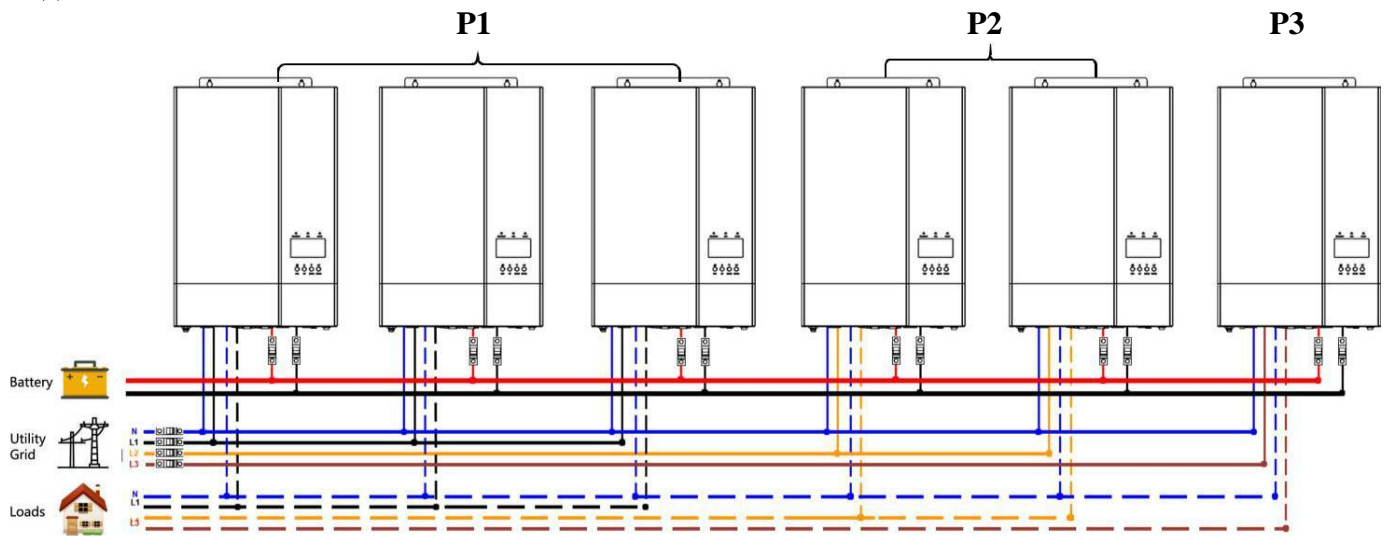 P1 P2 P3
Battery
+ −
Utility
Grid
N
L1
L2
L3
Loads
N
L1
L3